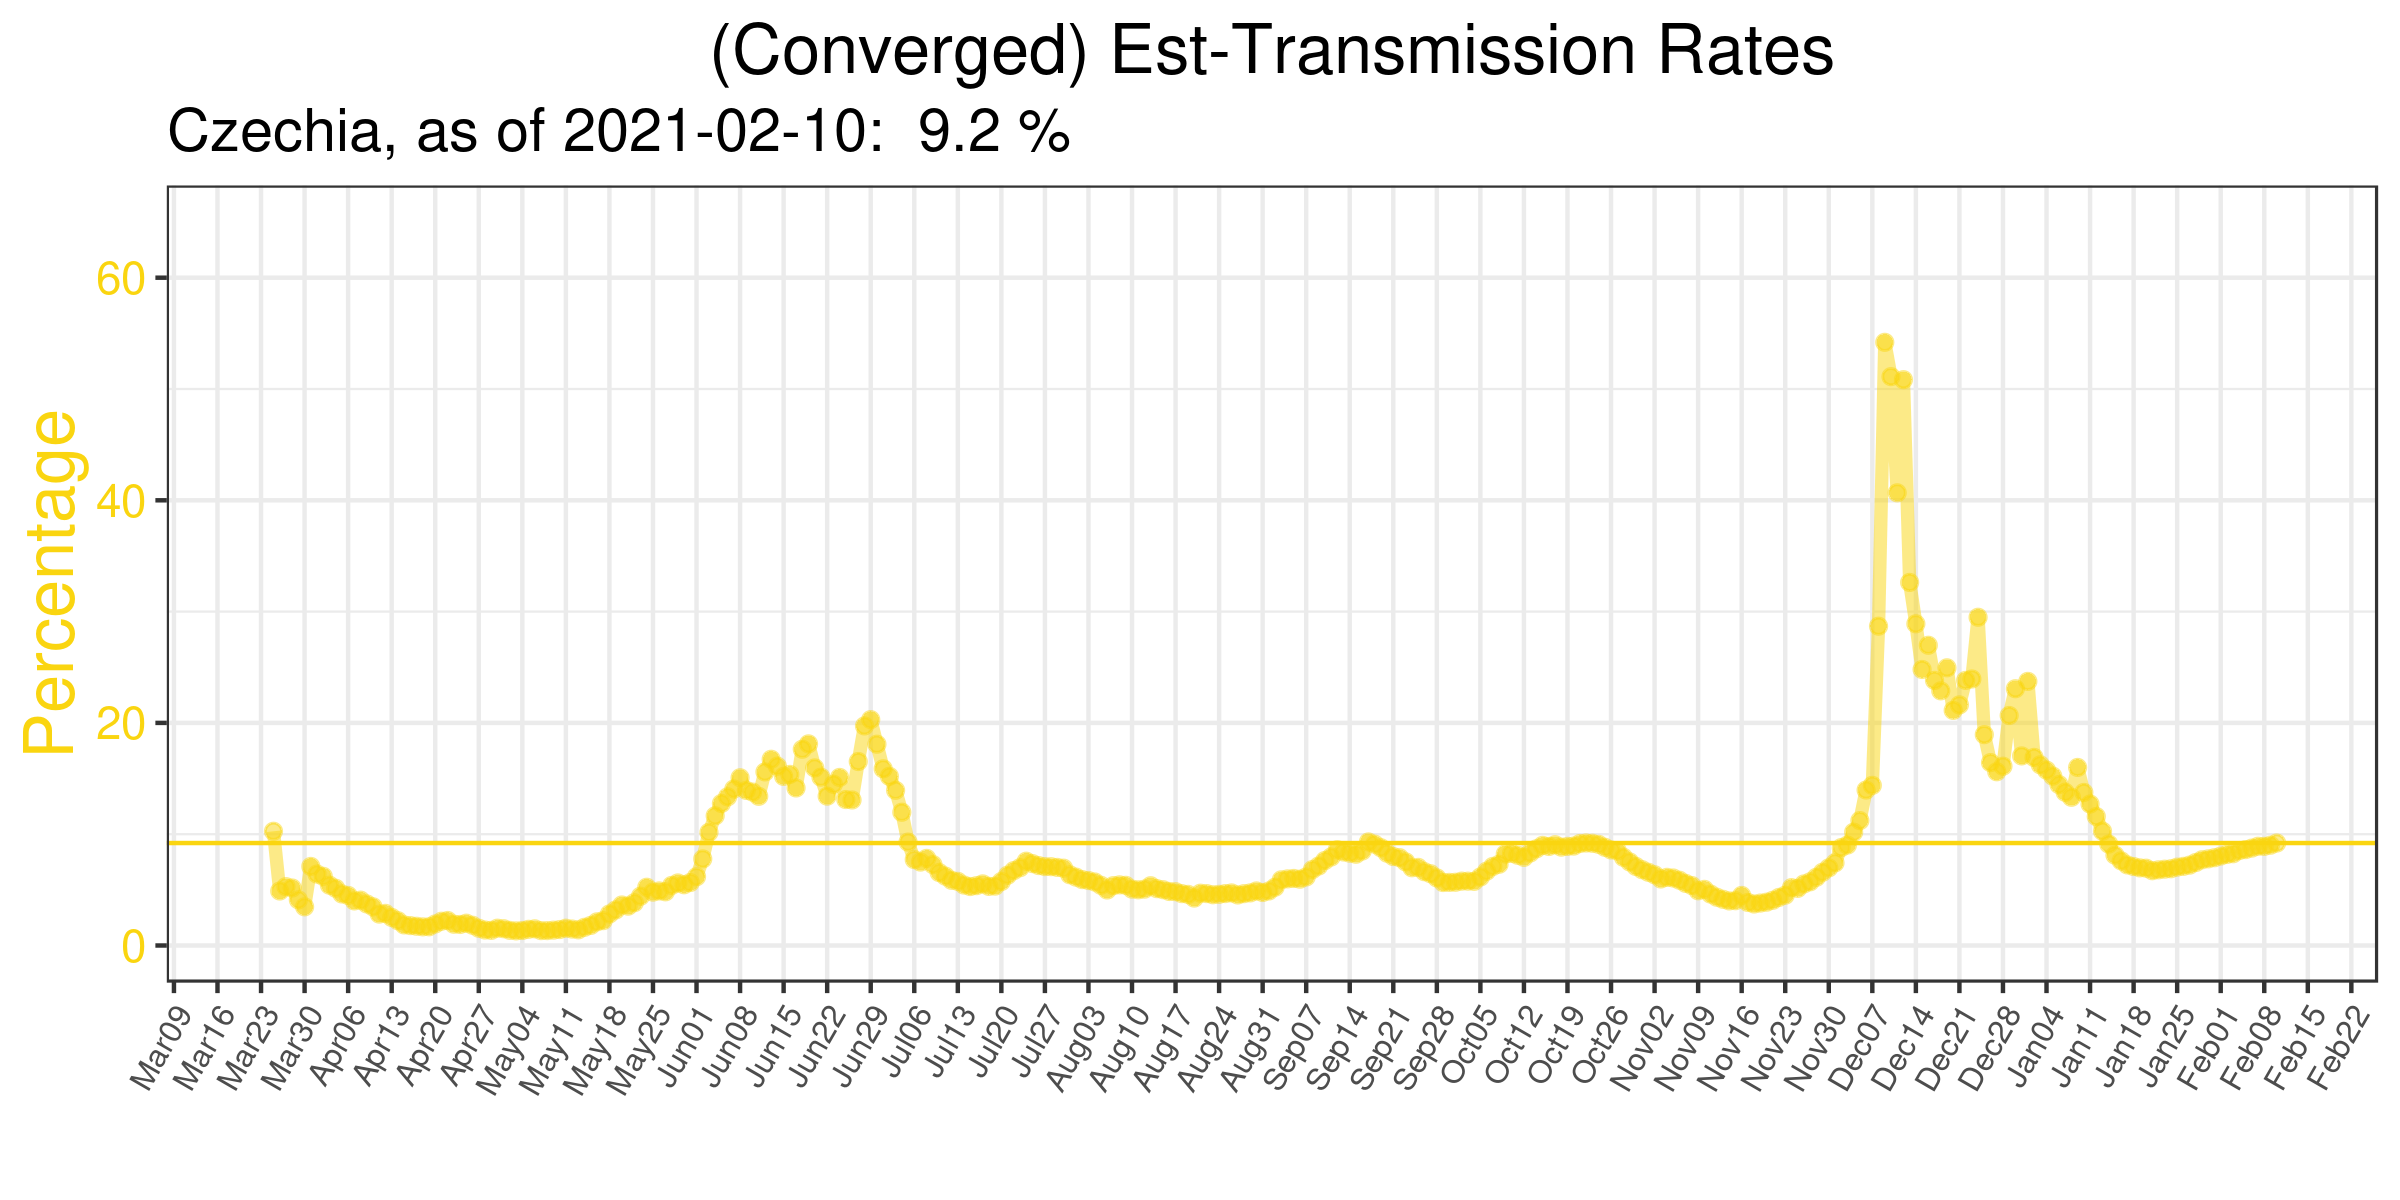 (Converged) Est-Transmission Rates
Czechia, as of 2021-02-10:  9.2 %
Percentage
60
40
20
0
Mar09
Mar16
Mar23
Mar30
Apr06
Apr13
Apr20
Apr27
May04
May11
May18
May25
Jun01
Jun08
Jun15
Jun22
Jun29
Jul06
Jul13
Jul20
Jul27
Aug03
Aug10
Aug17
Aug24
Aug31
Sep07
Sep14
Sep21
Sep28
Oct05
Oct12
Oct19
Oct26
Nov02
Nov09
Nov16
Nov23
Nov30
Dec07
Dec14
Dec21
Dec28
Jan04
Jan11
Jan18
Jan25
Feb01
Feb08
Feb15
Feb22